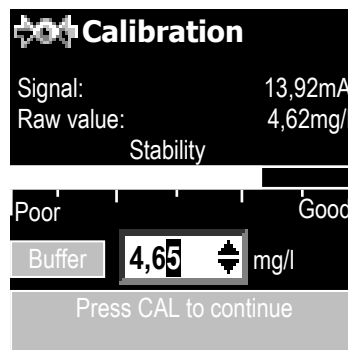 Calibration
Signal: 13,92mA
Raw value: 4,62mg/l
Stability
Poor Good
Buffer 4,65 mg/l
Press CAL to continue